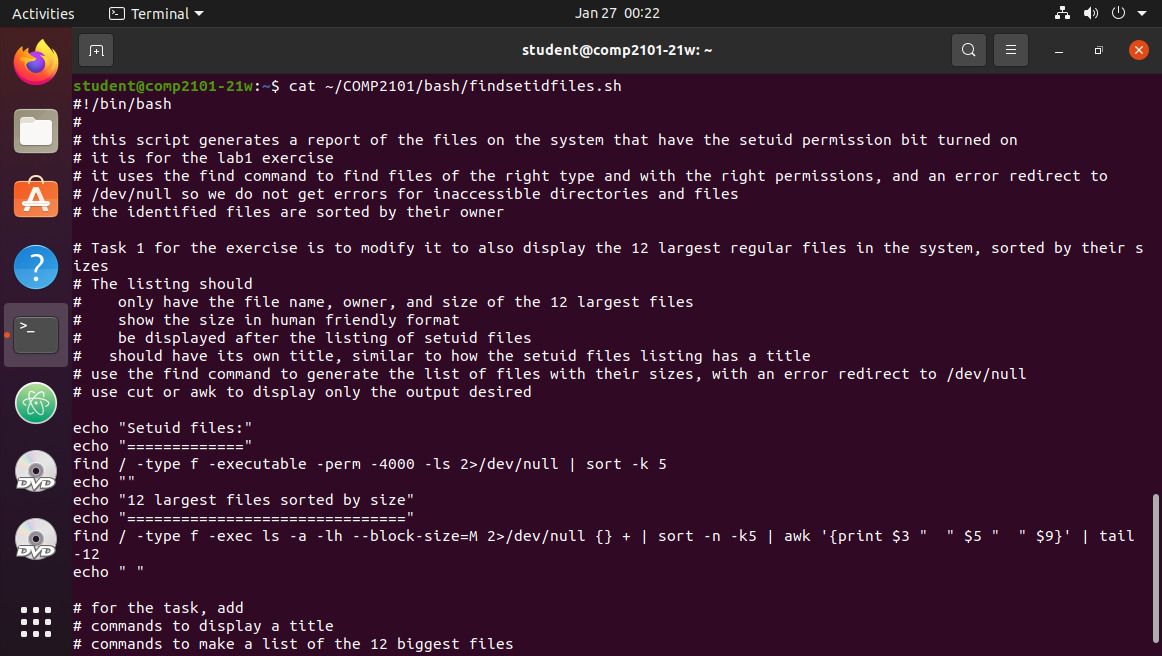 Activities
Terminal
Jan 27 00:22
student@comp2101-21w: ~
student@comp2101-21w:~$ cat ~/COMP2101/bash/findsetidfiles.sh
#!/bin/bash
#
# this script generates a report of the files on the system that have the setuid permission bit turned on
# it is for the lab1 exercise
# it uses the find command to find files of the right type and with the right permissions, and an error redirect to
# /dev/null so we do not get errors for inaccessible directories and files
# the identified files are sorted by their owner

# Task 1 for the exercise is to modify it to also display the 12 largest regular files in the system, sorted by their s
izes
# The listing should
#    only have the file name, owner, and size of the 12 largest files
#    show the size in human friendly format
#    be displayed after the listing of setuid files
#   should have its own title, similar to how the setuid files listing has a title
# use the find command to generate the list of files with their sizes, with an error redirect to /dev/null
# use cut or awk to display only the output desired

echo "Setuid files:"
echo "============="
find / -type f -executable -perm -4000 -ls 2>/dev/null | sort -k 5
echo ""
echo "12 largest files sorted by size"
echo "==============================="
find / -type f -exec ls -a -lh --block-size=M 2>/dev/null {} + | sort -n -k5 | awk '{print $3 "  " $5 "  " $9}' | tail
-12
echo " "

# for the task, add
# commands to display a title
# commands to make a list of the 12 biggest files
DVD
DVD